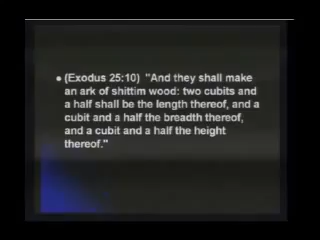 • (Exodus 25:10) "And they shall make
an ark of shittim wood: two cubits and
a half shall be the length thereof, and a
cubit and a half the breadth thereof,
and a cubit and a half the height
thereof."